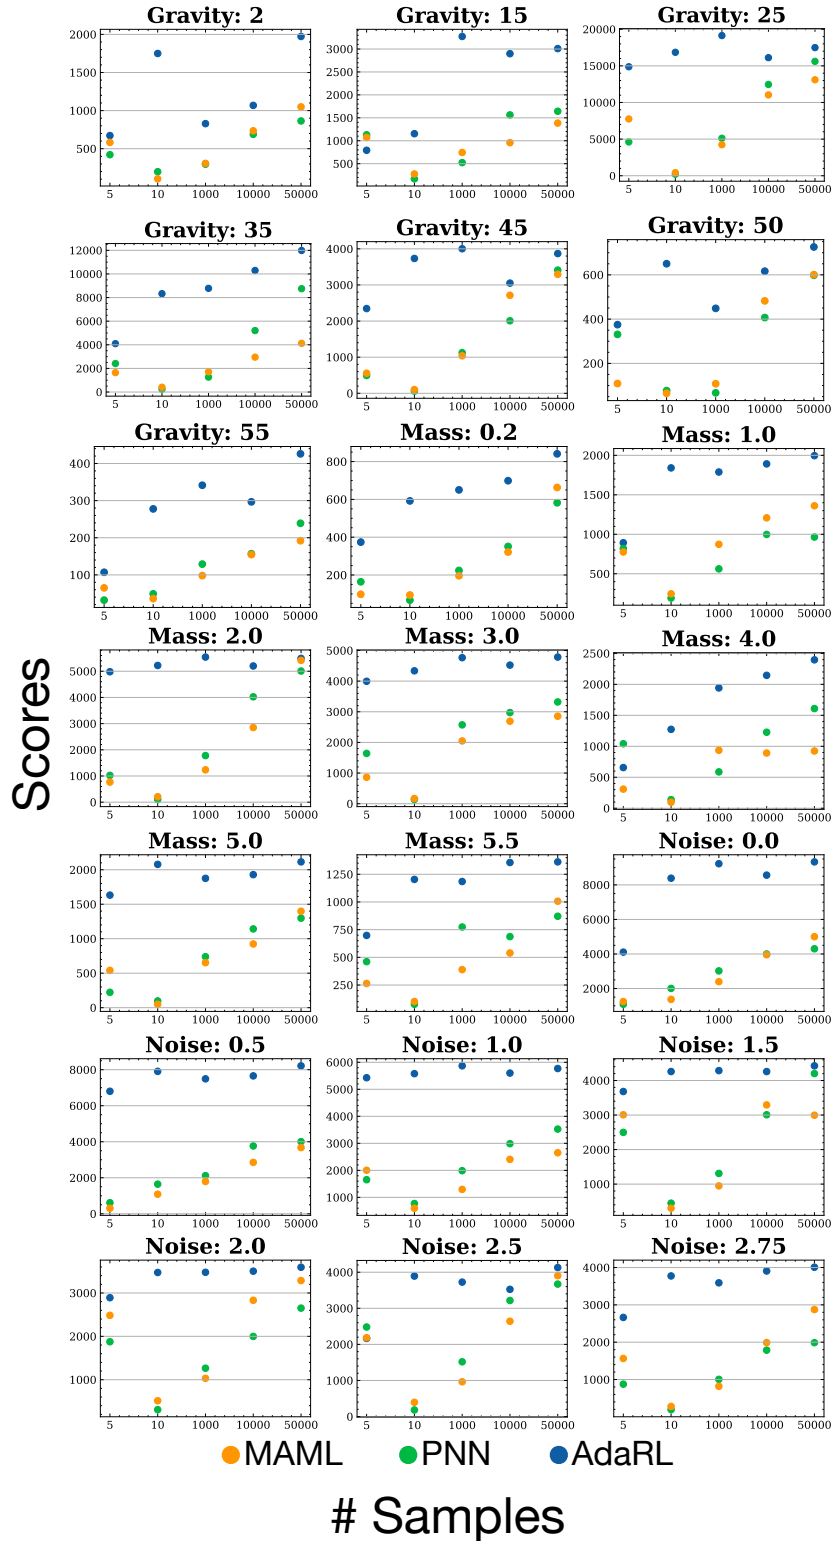 Gravity: 2
2000
1500
1000
500
5 10 1000 10000 50000
Gravity: 15
3000
2500
2000
1500
1000
500
5 10 1000 10000 50000
Gravity: 25
20000
15000
10000
5000
0
5 10 1000 10000 50000
Gravity: 35
12000
10000
8000
6000
4000
2000
0
5 10 1000 10000 50000
Gravity: 45
4000
3000
2000
1000
0
5 10 1000 10000 50000
Gravity: 50
600
400
200
5 10 1000 10000 50000
Gravity: 55
400
300
200
100
5 10 1000 10000 50000
Mass: 0.2
800
600
400
200
5 10 1000 10000 50000
Mass: 1.0
2000
1500
1000
500
5 10 1000 10000 50000
Mass: 2.0
5000
4000
3000
2000
1000
0
5 10 1000 10000 50000
Mass: 3.0
5000
4000
3000
2000
1000
0
5 10 1000 10000 50000
Mass: 4.0
2500
2000
1500
1000
500
0
5 10 1000 10000 50000
Mass: 5.0
2000
1500
1000
500
0
5 10 1000 10000 50000
Mass: 5.5
1250
1000
750
500
250
5 10 1000 10000 50000
Noise: 0.0
8000
6000
4000
2000
5 10 1000 10000 50000
Noise: 0.5
8000
6000
4000
2000
0
5 10 1000 10000 50000
Noise: 1.0
6000
5000
4000
3000
2000
1000
5 10 1000 10000 50000
Noise: 1.5
4000
3000
2000
1000
0
5 10 1000 10000 50000
Noise: 2.0
3000
2000
1000
5 10 1000 10000 50000
Noise: 2.5
4000
3000
2000
1000
0
5 10 1000 10000 50000
Noise: 2.75
4000
3000
2000
1000
0
5 10 1000 10000 50000
Scores
MAML PNN AdaRL
# Samples